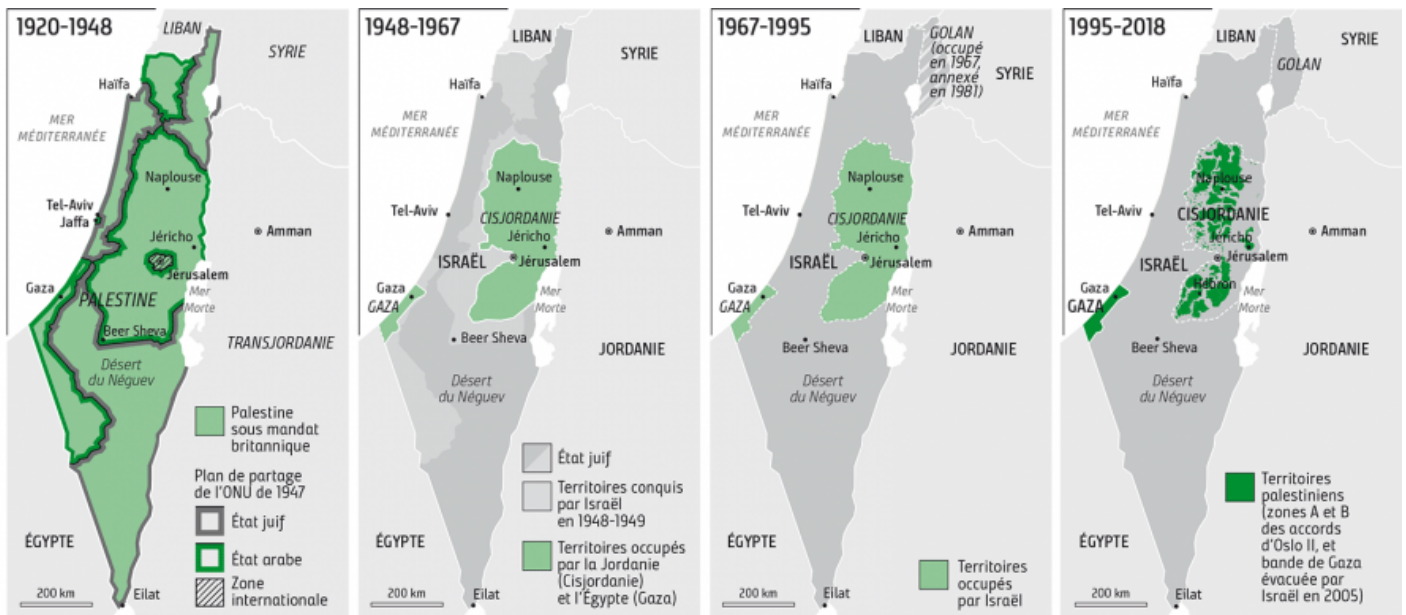 1920-1948
LIBAN
SYRIE
Haïfa
MER
MÉDITERRANÉE
Naplouse
Tel-Aviv
Jaffa
Jéricho
Amman
Jérusalem
Gaza
PALESTINE
Mer
Morte
Beer Sheva
TRANSJORDANIE
Désert
du Néguev
Palestine
sous mandat
britannique
Plan de partage
de l'ONU de 1947
État juif
État arabe
Zone
internationale
ÉGYPTE
200 km
Eilat
1948-1967
LIBAN
SYRIE
Haïfa
MER
MÉDITERRANÉE
Naplouse
Tel-Aviv
CISJORDANIE
Jéricho
Amman
ISRAËL
Jérusalem
Gaza
GAZA
Mer
Morte
Beer Sheva
JORDANIE
Désert
du Néguev
État juif
Territoires conquis
par Israël
en 1948-1949
Territoires occupés
par la Jordanie
(Cisjordanie)
et l'Égypte (Gaza)
ÉGYPTE
200 km
Eilat
1967-1995
LIBAN
GOLAN
(occupé
en 1967,
annexé
en 1981)
SYRIE
Haïfa
MER
MÉDITERRANÉE
Naplouse
Tel-Aviv
CISJORDANIE
Jéricho
Amman
ISRAËL
Jérusalem
Gaza
GAZA
Mer
Morte
Beer Sheva
JORDANIE
Désert
du Néguev
Territoires
occupés
par Israël
ÉGYPTE
200 km
Eilat
1995-2018
LIBAN
SYRIE
GOLAN
Haïfa
MER
MÉDITERRANÉE
Naplouse
Tel-Aviv
CISJORDANIE
Jéricho
Amman
ISRAËL
Jérusalem
Hébron
Gaza
GAZA
Mer
Morte
Beer Sheva
JORDANIE
Désert
du Néguev
Territoires
palestiniens
(zones A et B
des accords
d'Oslo II, et
bande de Gaza
évacuée par
Israël en 2005)
ÉGYPTE
200 km
Eilat